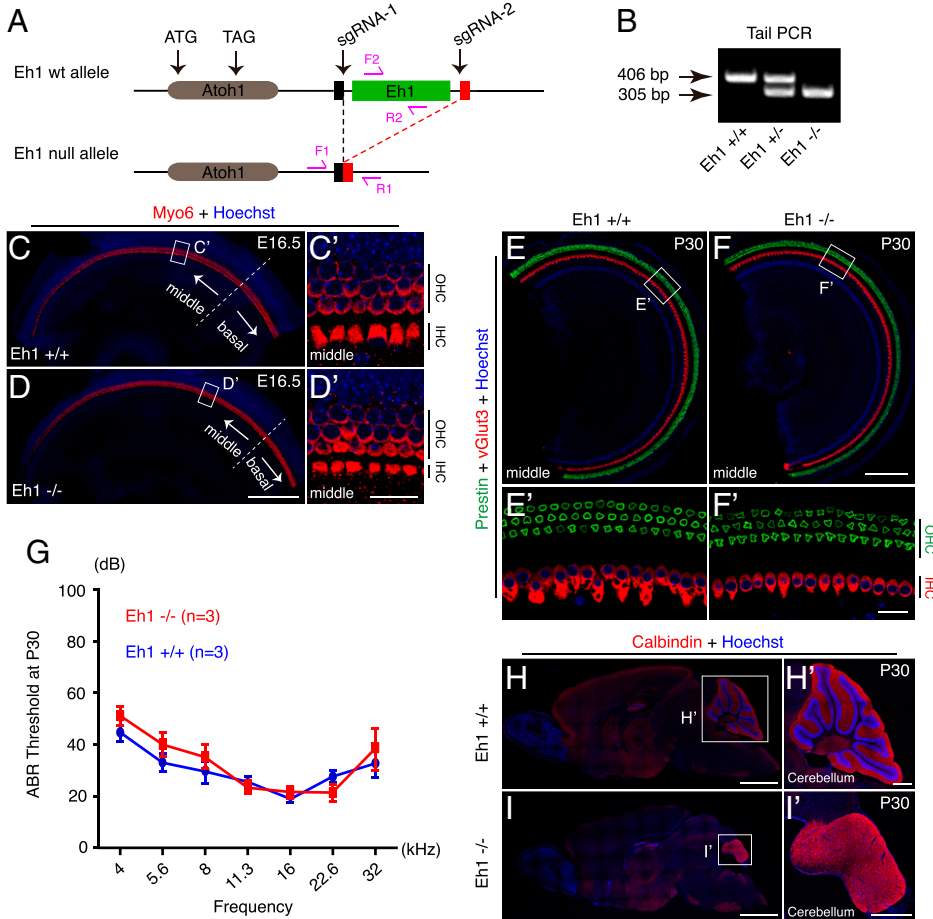 A
ATG
TAG
sgRNA-1
sgRNA-2
Eh1 wt allele
F2
Atoh1
Eh1
R2
Eh1 null allele
F1
Atoh1
R1
B
Tail PCR
406 bp
305 bp
Eh1 +/+
Eh1 +/-
Eh1 -/-
Myo6 + Hoechst
C
C'
E16.5
middle
basal
Eh1 +/+
C'
OHC
IHC
middle
D
D'
E16.5
middle
basal
Eh1 -/-
D'
OHC
IHC
middle
Eh1 +/+
Eh1 -/-
Prestin + vGlut3 + Hoechst
E
P30
E'
middle
F
P30
F'
middle
E'
F'
OHC
IHC
G
(dB)
ABR Threshold at P30
100
80
60
40
20
0
Eh1 -/- (n=3)
Eh1 +/+ (n=3)
4
5.6
8
11.3
16
22.6
32
(kHz)
Frequency
Calbindin + Hoechst
Eh1 +/+
H
H'
H'
P30
Cerebellum
Eh1 -/-
I
I'
I'
P30
Cerebellum